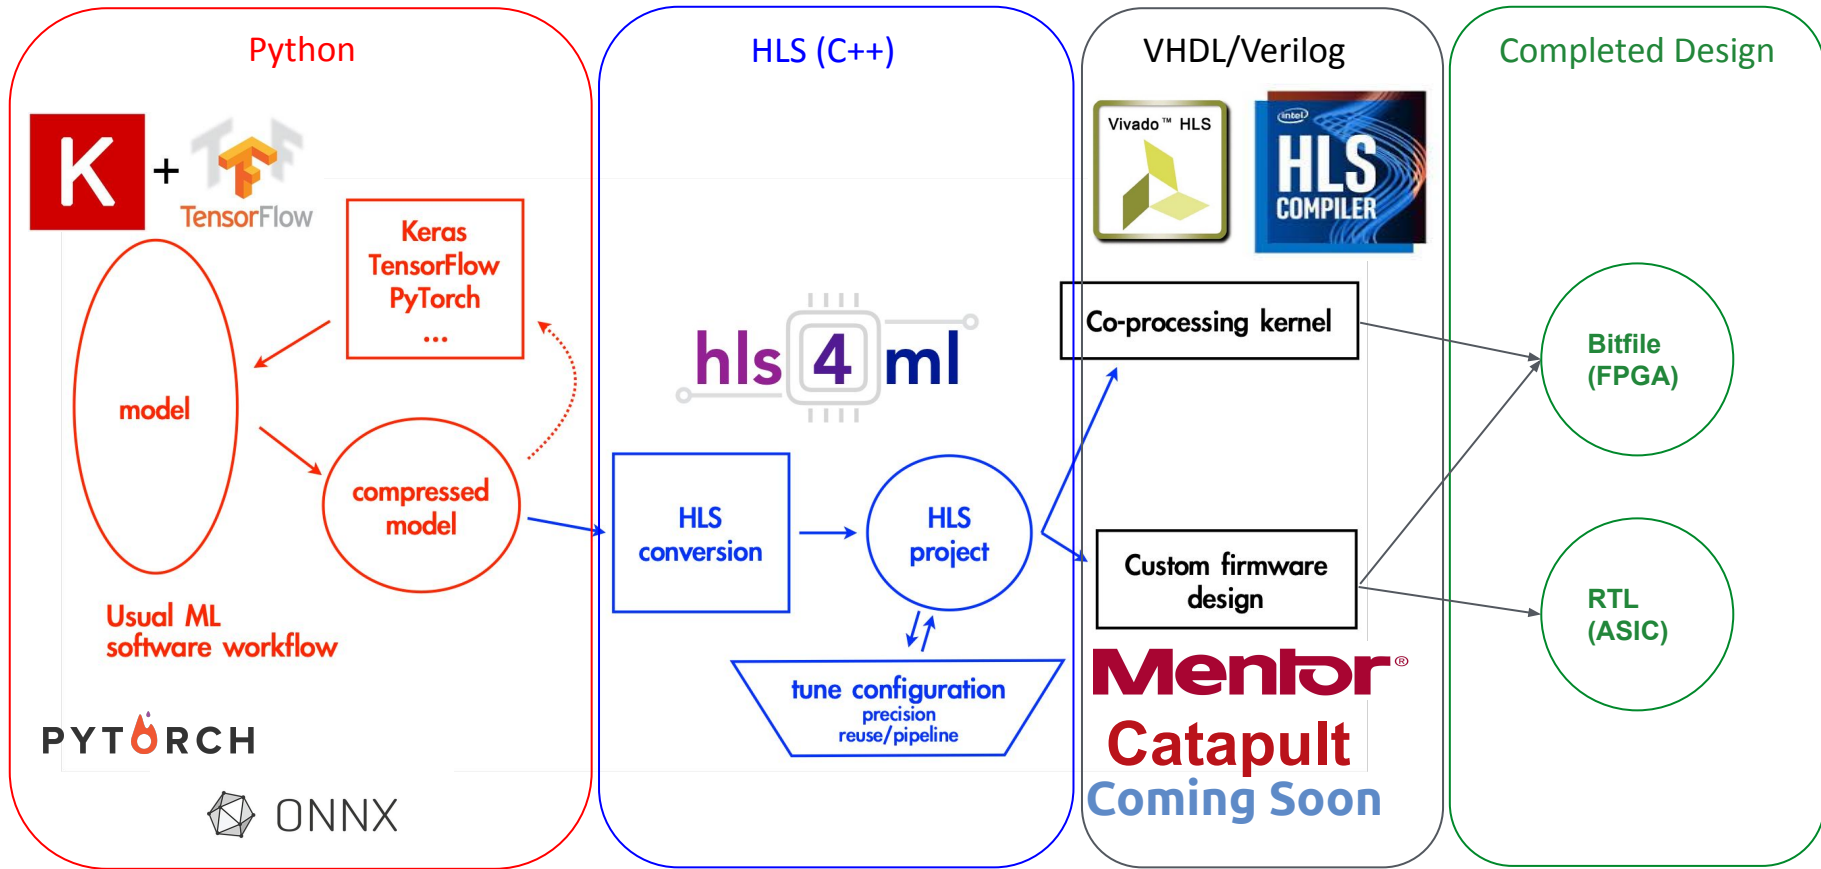 Python
K
+
TF
TensorFlow
Keras
TensorFlow
PyTorch
...
model
compressed
model
Usual ML
software workflow
PYTORCH
ONNX
HLS (C++)
hls 4 ml
HLS
conversion
HLS
project
tune configuration
precision
reuse/pipeline
VHDL/Verilog
Vivado™ HLS
intel
HLS
COMPILER
Co-processing kernel
Custom firmware
design
Mentor®
Catapult
Coming Soon
Completed Design
Bitfile
(FPGA)
RTL
(ASIC)